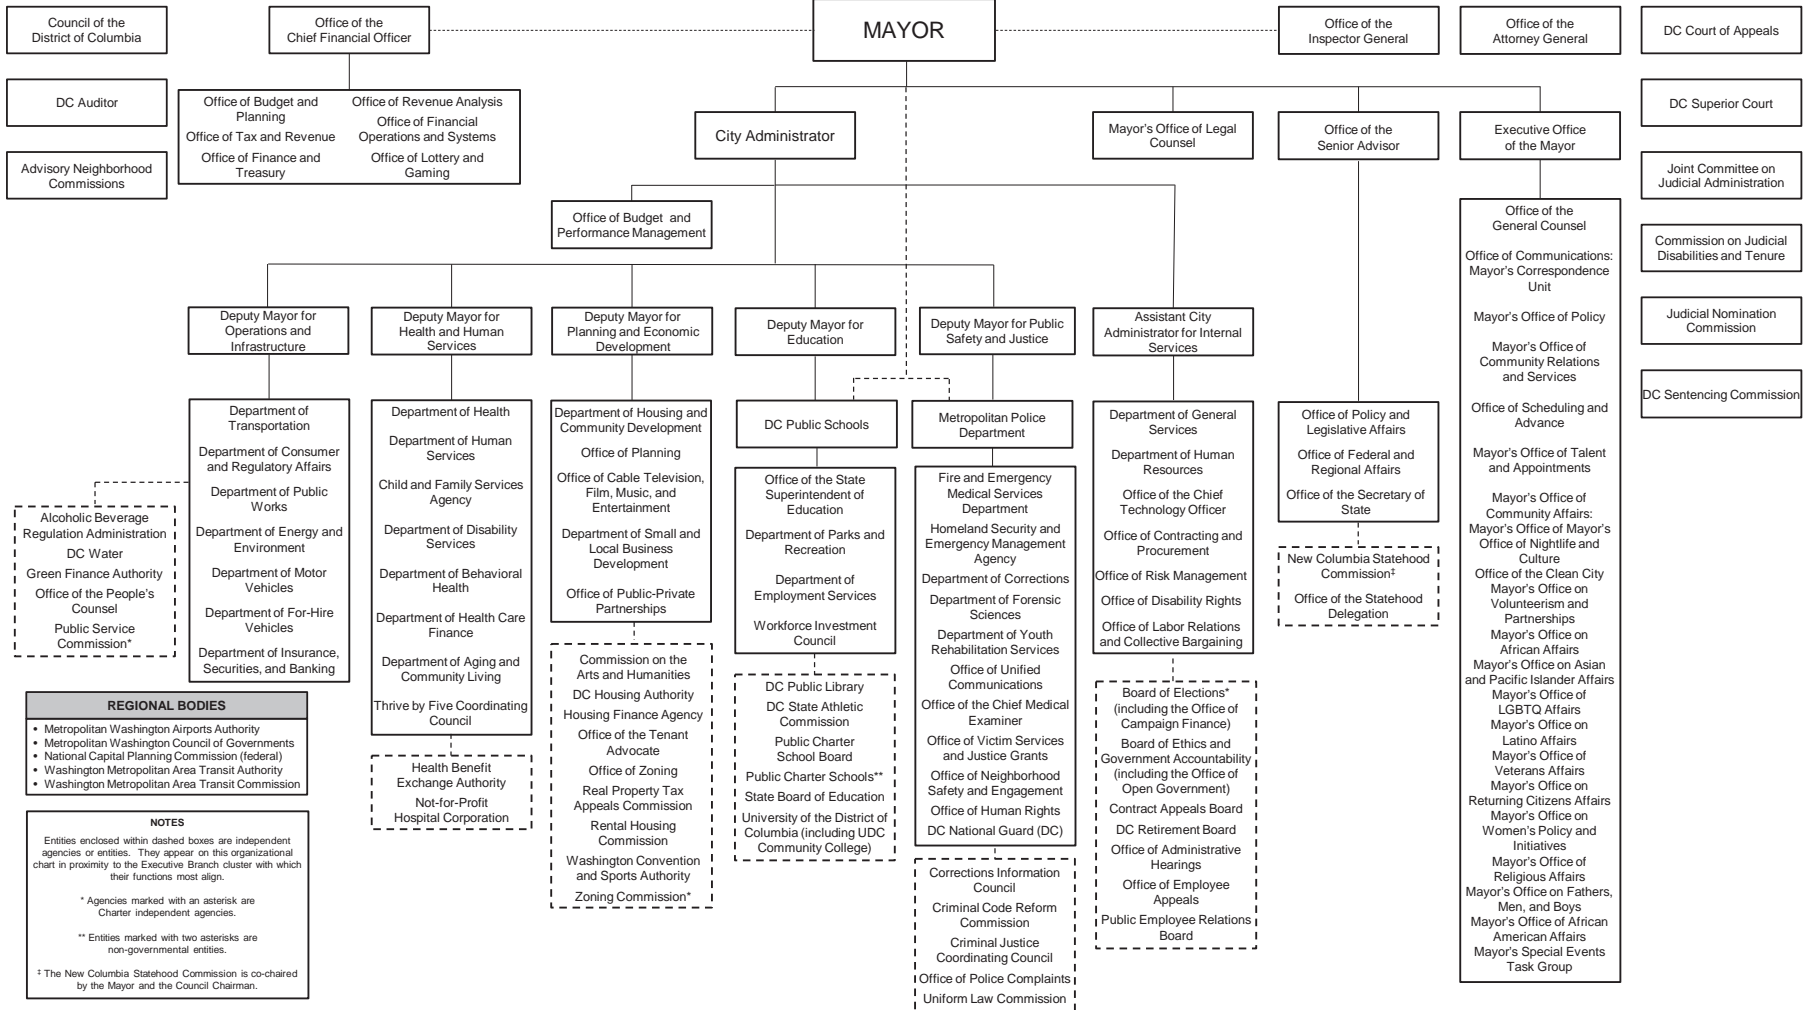 Council of the
District of Columbia
Office of the
Chief Financial Officer
MAYOR
Office of the
Inspector General
Office of the
Attorney General
DC Court of Appeals
DC Auditor
Office of Budget and
Planning
Office of Tax and Revenue
Office of Finance and
Treasury
Office of Revenue Analysis
Office of Financial
Operations and Systems
Office of Lottery and
Gaming
DC Superior Court
City Administrator
Mayor's Office of Legal
Counsel
Office of the
Senior Advisor
Executive Office
of the Mayor
Advisory Neighborhood
Commissions
Joint Committee on
Judicial Administration
Office of Budget and
Performance Management
Commission on Judicial
Disabilities and Tenure
Judicial Nomination
Commission
DC Sentencing Commission
Deputy Mayor for
Operations and
Infrastructure
Deputy Mayor for
Health and Human
Services
Deputy Mayor for
Planning and Economic
Development
Deputy Mayor for
Education
Deputy Mayor for Public
Safety and Justice
Assistant City
Administrator for Internal
Services
Department of
Transportation
Department of Consumer
and Regulatory Affairs
Department of Public
Works
Department of Energy and
Environment
Department of Motor
Vehicles
Department of For-Hire
Vehicles
Department of Insurance,
Securities, and Banking
Alcoholic Beverage
Regulation Administration
DC Water
Green Finance Authority
Office of the People's
Counsel
Public Service
Commission*
Department of Health
Department of Human
Services
Child and Family Services
Agency
Department of Disability
Services
Department of Behavioral
Health
Department of Health Care
Finance
Department of Aging and
Community Living
Thrive by Five Coordinating
Council
Health Benefit
Exchange Authority
Not-for-Profit
Hospital Corporation
Department of Housing and
Community Development
Office of Planning
Office of Cable Television,
Film, Music, and
Entertainment
Department of Small and
Local Business
Development
Office of Public-Private
Partnerships
Commission on the
Arts and Humanities
DC Housing Authority
Housing Finance Agency
Office of the Tenant
Advocate
Office of Zoning
Real Property Tax
Appeals Commission
Rental Housing
Commission
Washington Convention
and Sports Authority
Zoning Commission*
DC Public Schools
Office of the State
Superintendent of
Education
Department of Parks and
Recreation
Department of
Employment Services
Workforce Investment
Council
DC Public Library
DC State Athletic
Commission
Public Charter
School Board
Public Charter Schools**
State Board of Education
University of the District of
Columbia (including UDC
Community College)
Metropolitan Police
Department
Fire and Emergency
Medical Services
Department
Homeland Security and
Emergency Management
Agency
Department of Corrections
Department of Forensic
Sciences
Department of Youth
Rehabilitation Services
Office of Unified
Communications
Office of the Chief Medical
Examiner
Office of Victim Services
and Justice Grants
Office of Neighborhood
Safety and Engagement
Office of Human Rights
DC National Guard (DC)
Corrections Information
Council
Criminal Code Reform
Commission
Criminal Justice
Coordinating Council
Office of Police Complaints
Uniform Law Commission
Department of General
Services
Department of Human
Resources
Office of the Chief
Technology Officer
Office of Contracting and
Procurement
Office of Risk Management
Office of Disability Rights
Office of Labor Relations
and Collective Bargaining
Board of Elections*
(including the Office of
Campaign Finance)
Board of Ethics and
Government Accountability
(including the Office of
Open Government)
Contract Appeals Board
DC Retirement Board
Office of Administrative
Hearings
Office of Employee
Appeals
Public Employee Relations
Board
Office of Policy and
Legislative Affairs
Office of Federal and
Regional Affairs
Office of the Secretary of
State
New Columbia Statehood
Commission‡
Office of the Statehood
Delegation
Office of the
General Counsel
Office of Communications:
Mayor's Correspondence
Unit
Mayor's Office of Policy
Mayor's Office of
Community Relations
and Services
Office of Scheduling and
Advance
Mayor's Office of Talent
and Appointments
Mayor's Office of
Community Affairs:
Mayor's Office of Mayor's
Office of Nightlife and
Culture
Office of the Clean City
Mayor's Office on
Volunteerism and
Partnerships
Mayor's Office on
African Affairs
Mayor's Office on Asian
and Pacific Islander Affairs
Mayor's Office of
LGBTQ Affairs
Mayor's Office on
Latino Affairs
Mayor's Office of
Veterans Affairs
Mayor's Office on
Returning Citizens Affairs
Mayor's Office on
Women's Policy and
Initiatives
Mayor's Office of
Religious Affairs
Mayor's Office on Fathers,
Men, and Boys
Mayor's Office of African
American Affairs
Mayor's Special Events
Task Group
REGIONAL BODIES
• Metropolitan Washington Airports Authority
• Metropolitan Washington Council of Governments
• National Capital Planning Commission (federal)
• Washington Metropolitan Area Transit Authority
• Washington Metropolitan Area Transit Commission
NOTES
Entities enclosed within dashed boxes are independent
agencies or entities. They appear on this organizational
chart in proximity to the Executive Branch cluster with which
their functions most align.
* Agencies marked with an asterisk are
Charter independent agencies.
** Entities marked with two asterisks are
non-governmental entities.
‡ The New Columbia Statehood Commission is co-chaired
by the Mayor and the Council Chairman.